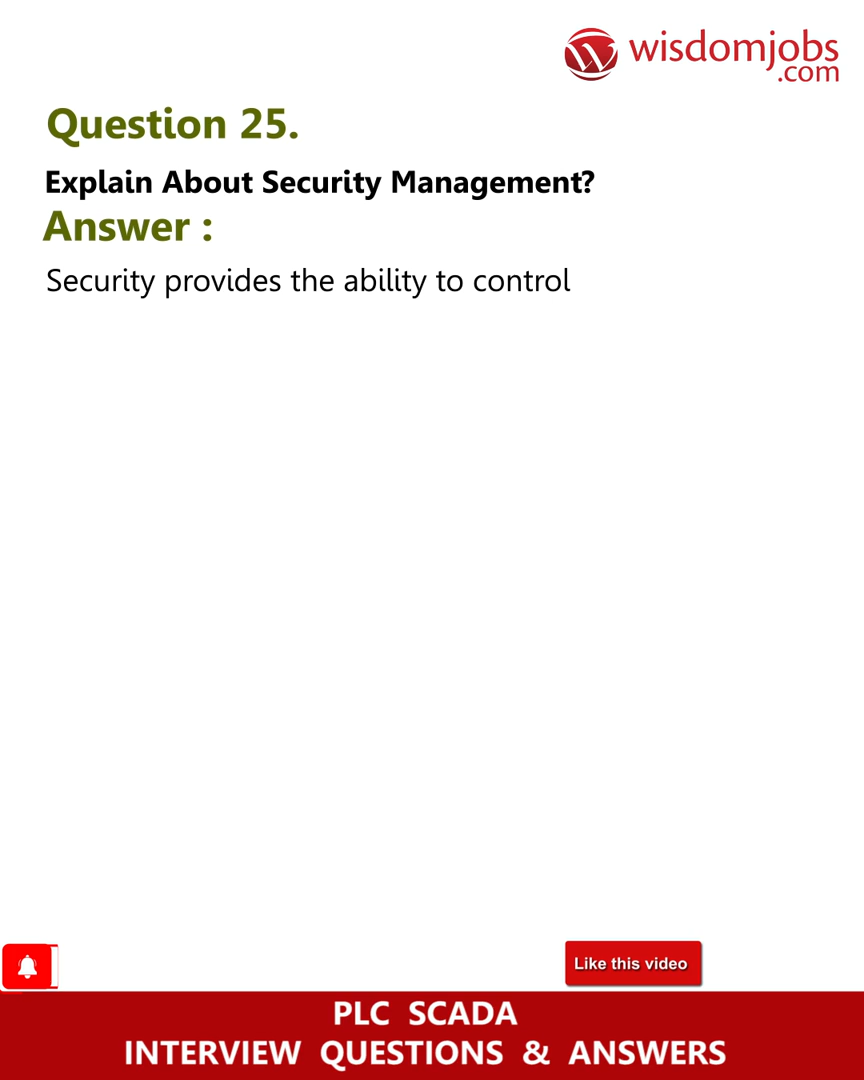 wisdomjobs
.com
Question 25.
Explain About Security Management?
Answer :
Security provides the ability to control
Like this video
PLC SCADA
INTERVIEW QUESTIONS & ANSWERS